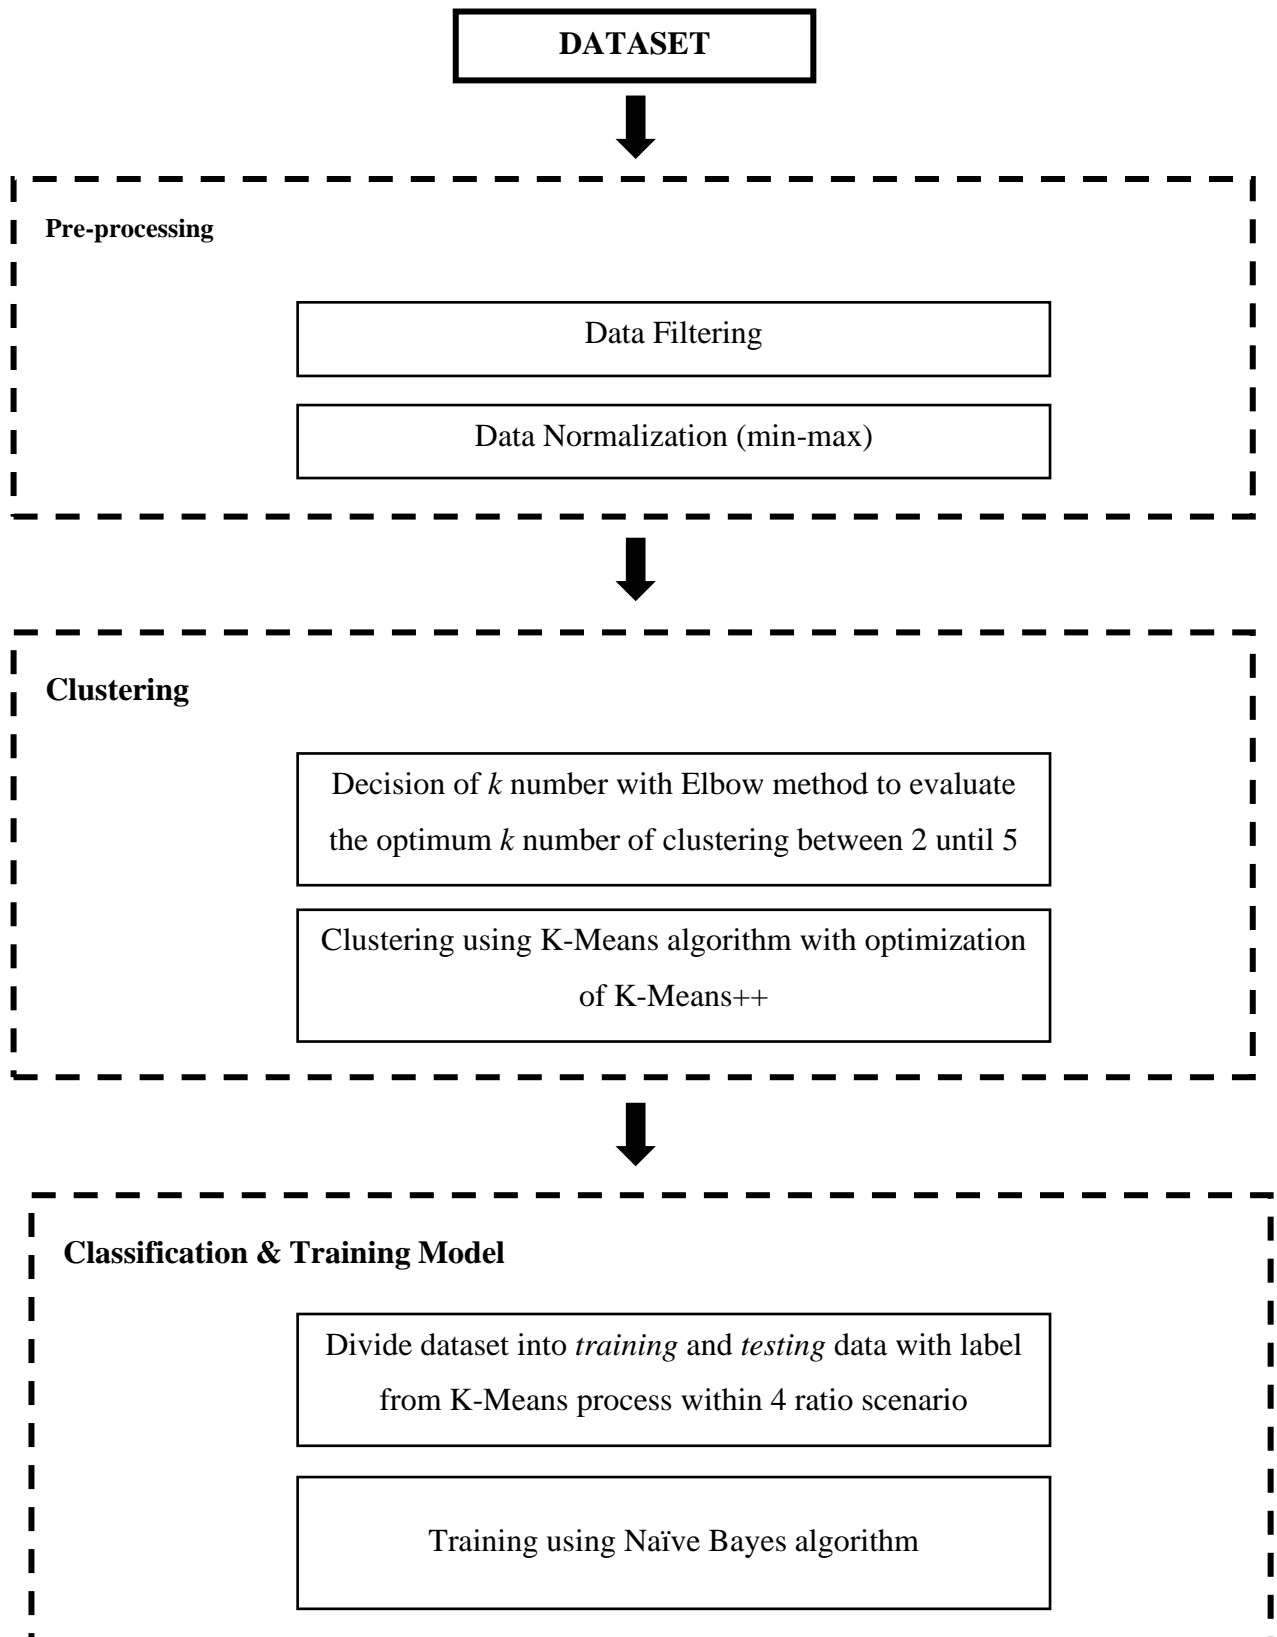 DATASET
Pre-processing
Data Filtering
Data Normalization (min-max)
Clustering
Decision of k number with Elbow method to evaluate
the optimum k number of clustering between 2 until 5
Clustering using K-Means algorithm with optimization
of K-Means++
Classification & Training Model
Divide dataset into training and testing data with label
from K-Means process within 4 ratio scenario
Training using Naïve Bayes algorithm